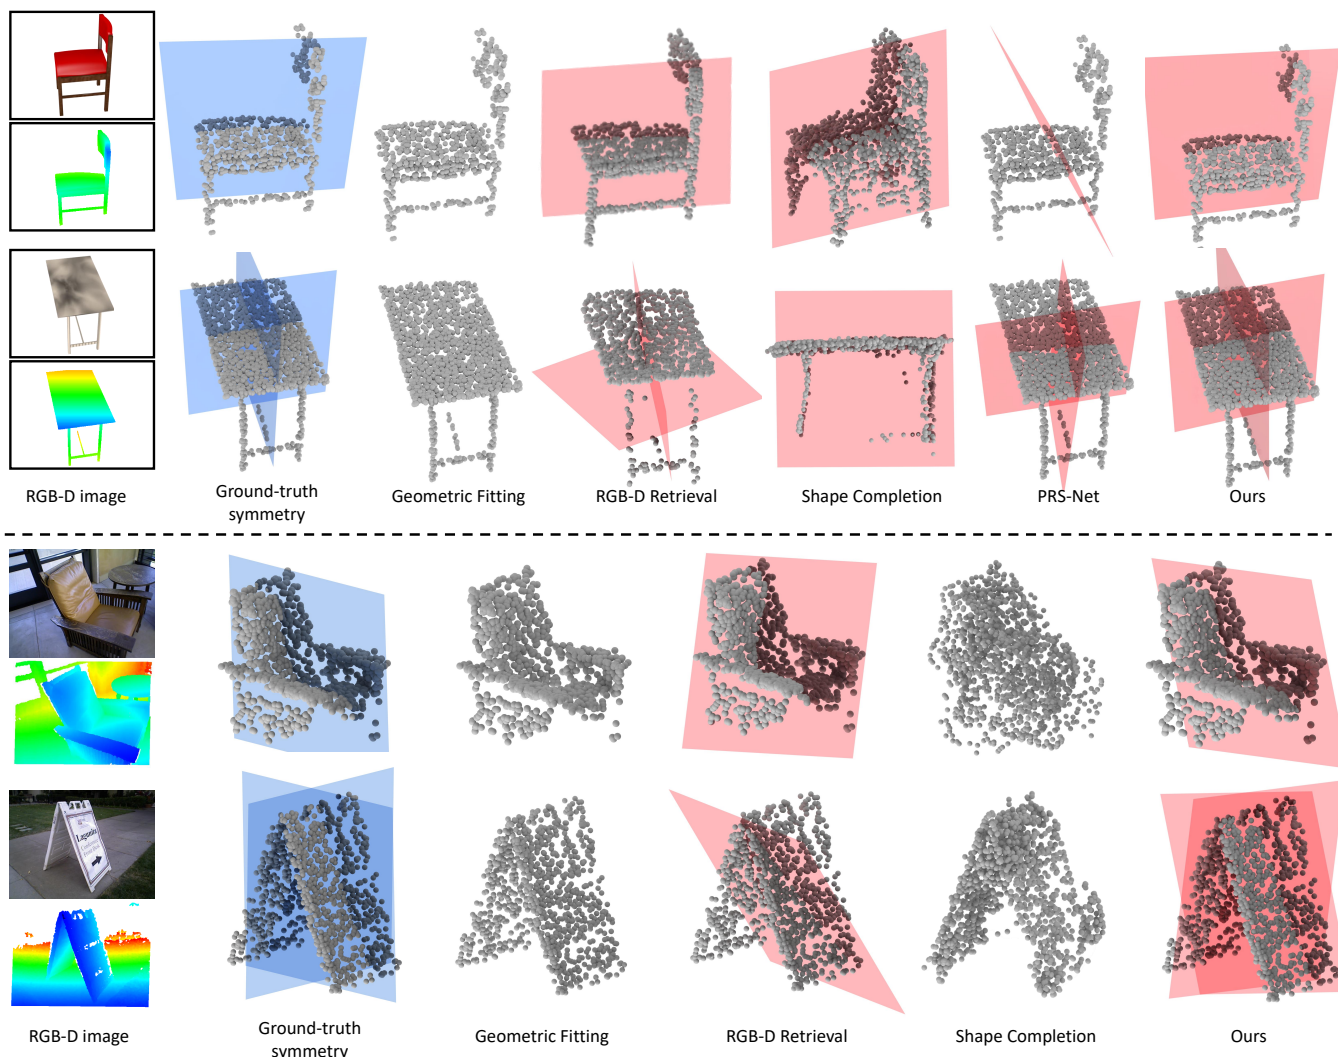 RGB-D image
Ground-truth
symmetry
Geometric Fitting
RGB-D Retrieval
Shape Completion
PRS-Net
Ours
Laguna
RGB-D image
Ground-truth
symmetry
Geometric Fitting
RGB-D Retrieval
Shape Completion
Ours